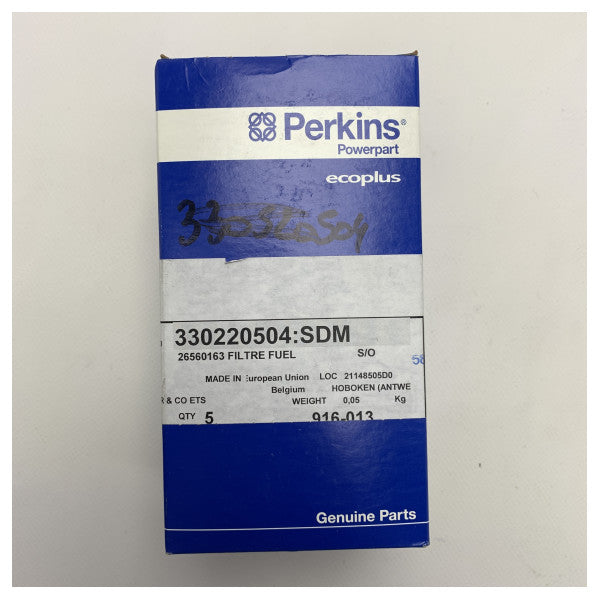 Perkins®
Powerpart
ecoplus
330220504:SDM
26560163 FILTRE FUEL S/O
58
MADE IN European Union LOC 21148505D0
Belgium HOBOKEN (ANTWE
R & CO ETS WEIGHT 0,05 Kg
QTY 5 916-013
Genuine Parts